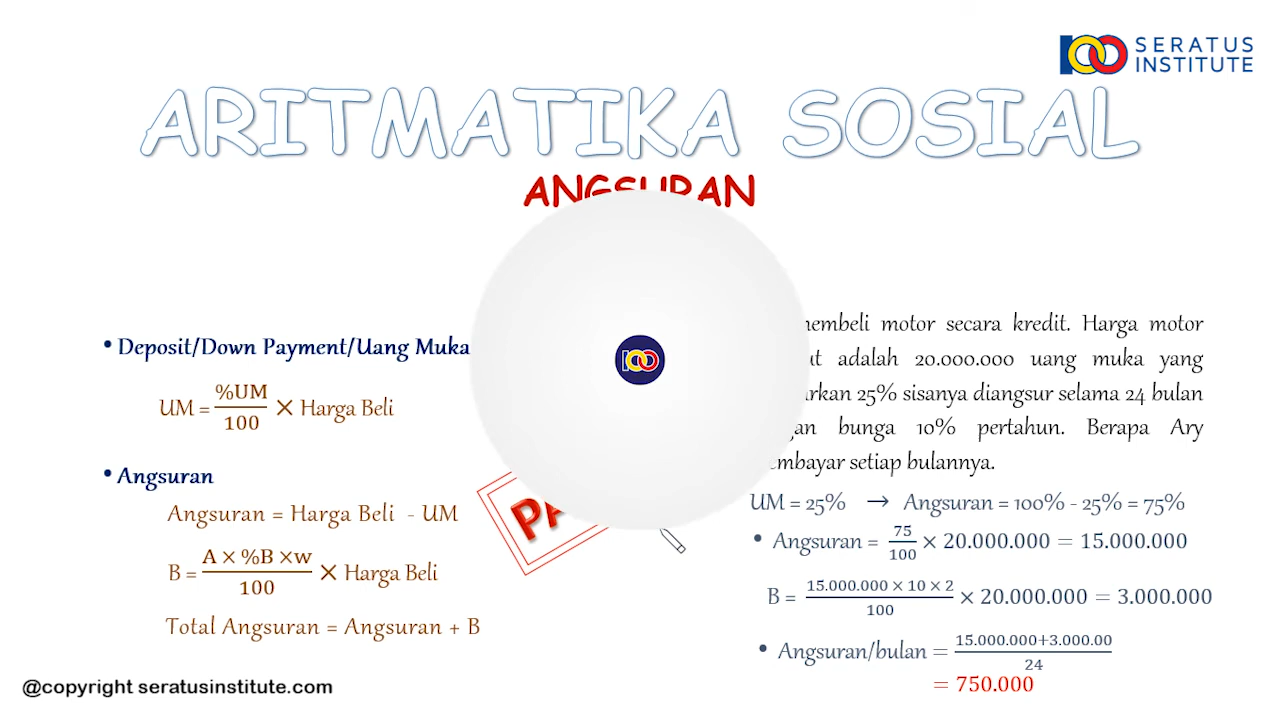 SERATUS
INSTITUTE
ARITMATIKA SOSIAL
ANGSURAN
• Deposit/Down Payment/Uang Muka
UM = %UM/100 × Harga Beli
• Angsuran
Angsuran = Harga Beli - UM
B = A × %B ×w/100 × Harga Beli
Total Angsuran = Angsuran + B
100
motor secara kredit. Harga motor
adalah 20.000.000 uang muka yang
25% sisanya diangsur selama 24 bulan
bunga 10% pertahun. Berapa Ary
setiap bulannya.
UM = 25% → Angsuran = 100% - 25% = 75%
• Angsuran = 75/100 × 20.000.000 = 15.000.000
B = 15.000.000 × 10 × 2/100 × 20.000.000 = 3.000.000
• Angsuran/bulan = 15.000.000+3.000.00/24
= 750.000
@copyright seratusinstitute.com